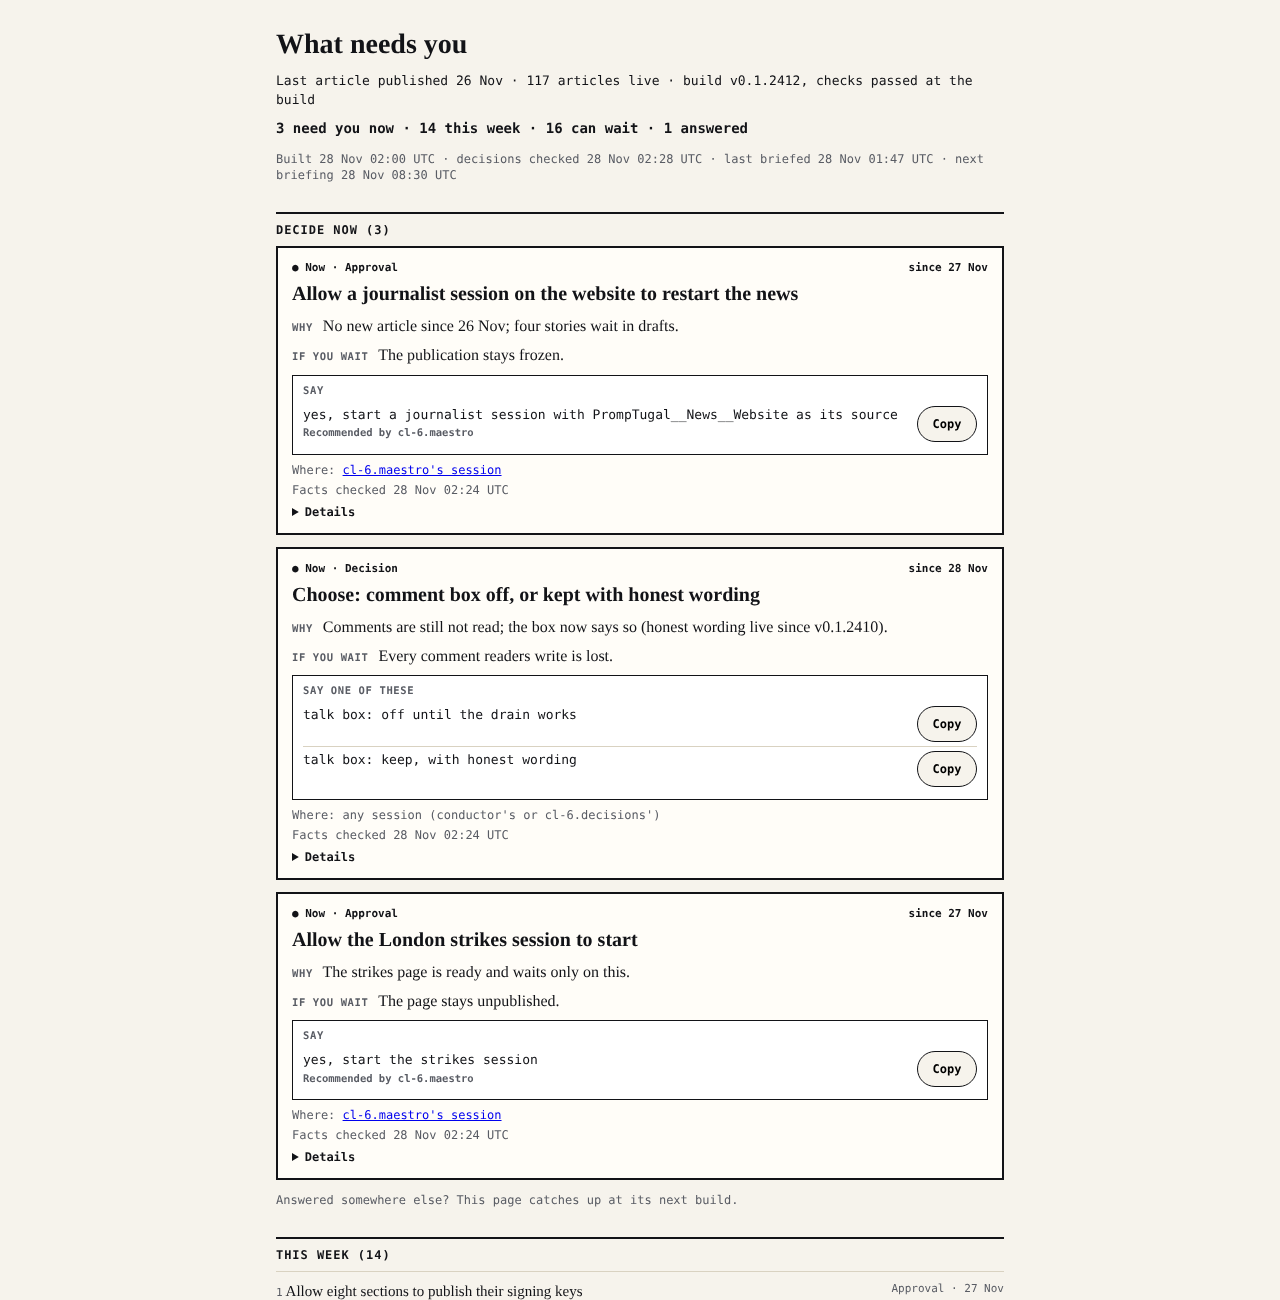 What needs you
Last article published 26 Nov · 117 articles live · build v0.1.2412, checks passed at the
build
3 need you now · 14 this week · 16 can wait · 1 answered
Built 28 Nov 02:00 UTC · decisions checked 28 Nov 02:28 UTC · last briefed 28 Nov 01:47 UTC · next
briefing 28 Nov 08:30 UTC
DECIDE NOW (3)
● Now · Approval since 27 Nov
Allow a journalist session on the website to restart the news
WHY No new article since 26 Nov; four stories wait in drafts.
IF YOU WAIT The publication stays frozen.
SAY
yes, start a journalist session with PrompTugal__News__Website as its source Copy
Recommended by cl-6.maestro
Where: cl-6.maestro's session
Facts checked 28 Nov 02:24 UTC
▶ Details
● Now · Decision since 28 Nov
Choose: comment box off, or kept with honest wording
WHY Comments are still not read; the box now says so (honest wording live since v0.1.2410).
IF YOU WAIT Every comment readers write is lost.
SAY ONE OF THESE
talk box: off until the drain works Copy
talk box: keep, with honest wording Copy
Where: any session (conductor's or cl-6.decisions')
Facts checked 28 Nov 02:24 UTC
▶ Details
● Now · Approval since 27 Nov
Allow the London strikes session to start
WHY The strikes page is ready and waits only on this.
IF YOU WAIT The page stays unpublished.
SAY
yes, start the strikes session Copy
Recommended by cl-6.maestro
Where: cl-6.maestro's session
Facts checked 28 Nov 02:24 UTC
▶ Details
Answered somewhere else? This page catches up at its next build.
THIS WEEK (14)
1 Allow eight sections to publish their signing keys Approval · 27 Nov